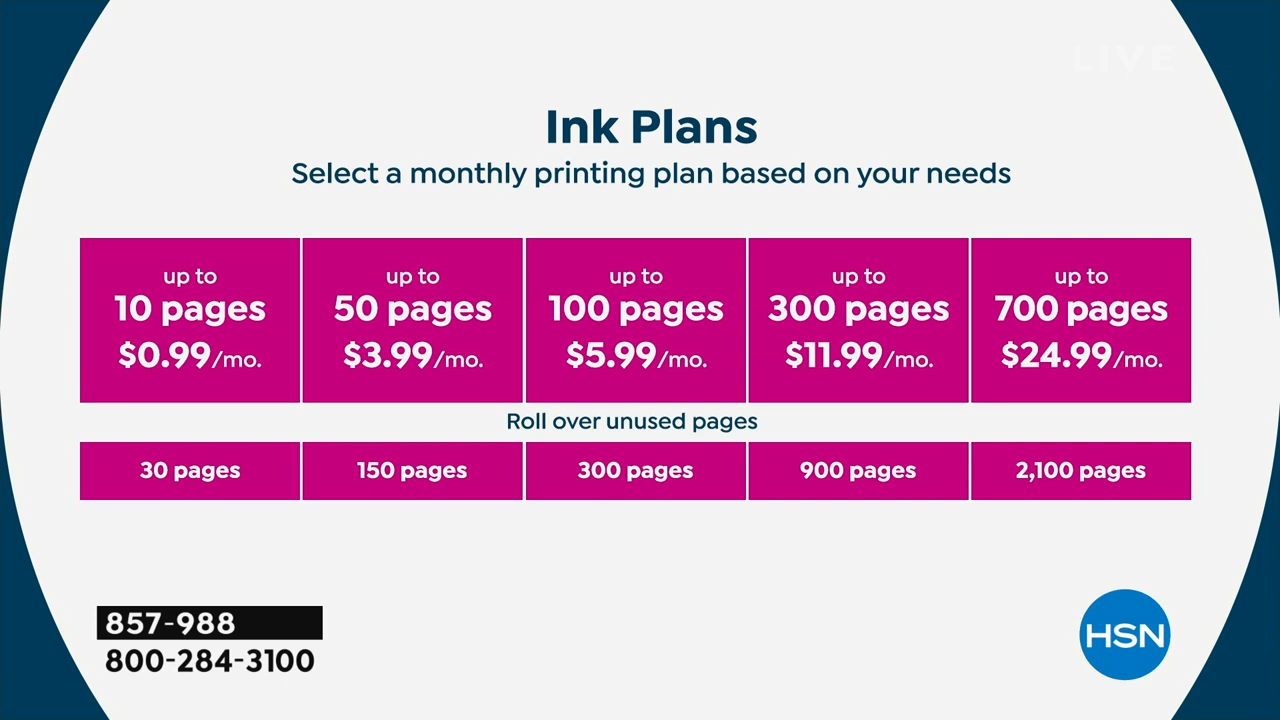 LIVE
Ink Plans
Select a monthly printing plan based on your needs
up to
10 pages
$0.99/mo.
up to
50 pages
$3.99/mo.
up to
100 pages
$5.99/mo.
up to
300 pages
$11.99/mo.
up to
700 pages
$24.99/mo.
Roll over unused pages
30 pages
150 pages
300 pages
900 pages
2,100 pages
857-988
800-284-3100
HSN